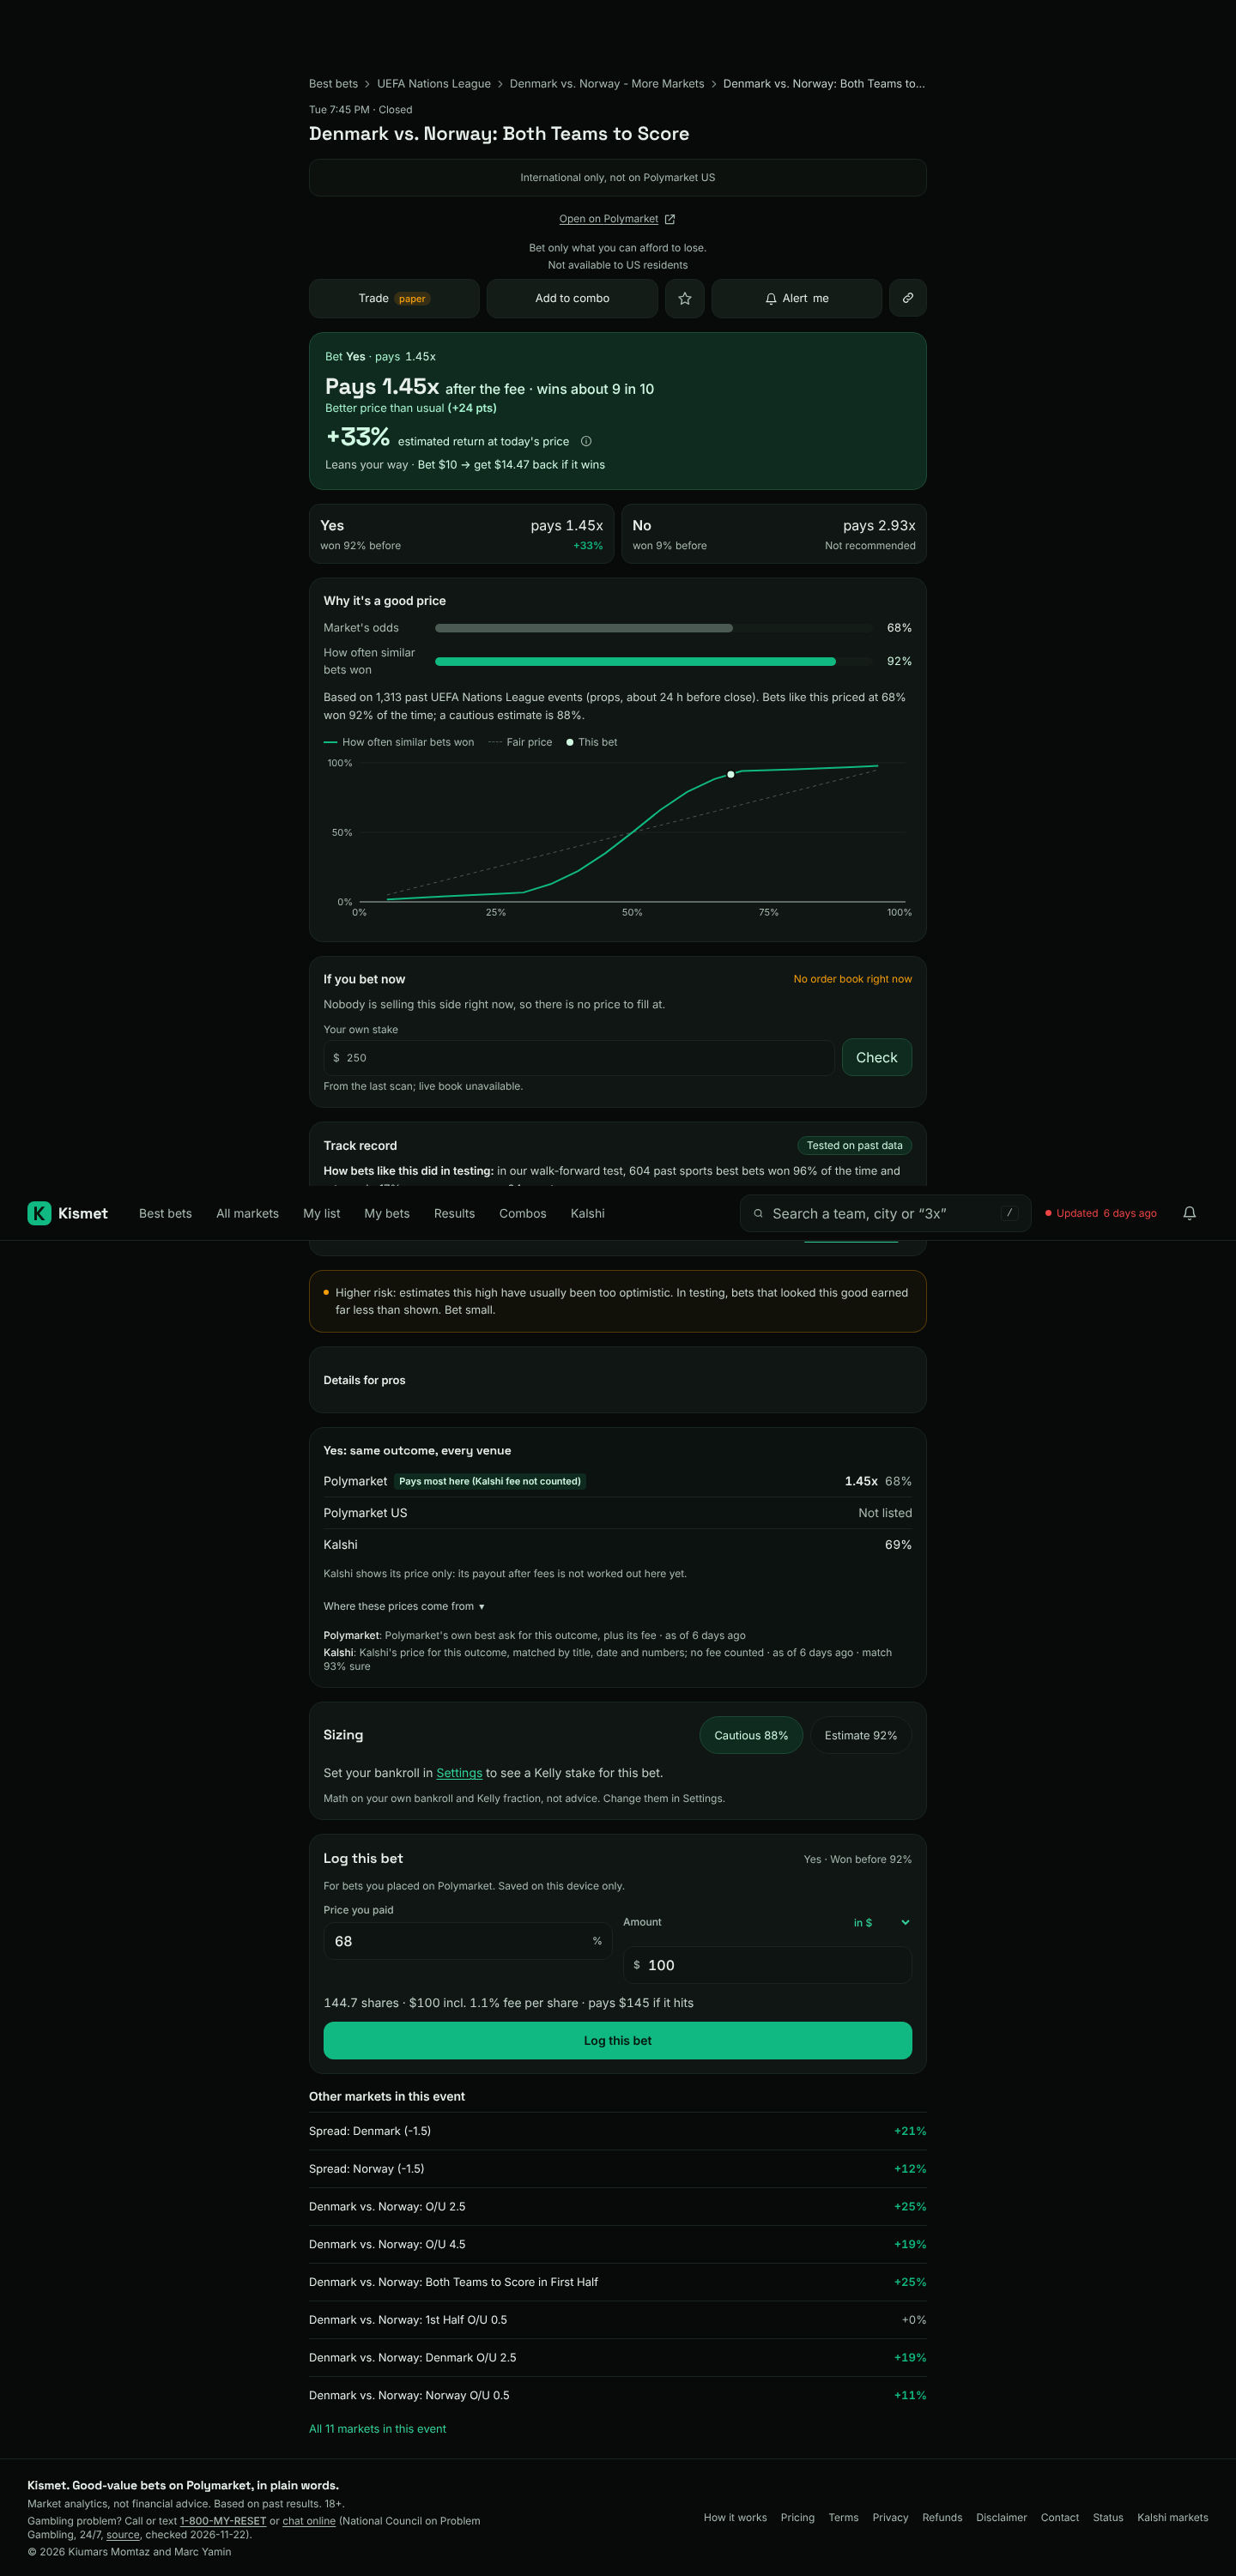 Best bets > UEFA Nations League > Denmark vs. Norway - More Markets > Denmark vs. Norway: Both Teams to...
Tue 7:45 PM · Closed
Denmark vs. Norway: Both Teams to Score
International only, not on Polymarket US
Open on Polymarket
Bet only what you can afford to lose.
Not available to US residents
Trade paper
Add to combo
Alert me
Bet Yes · pays 1.45x
Pays 1.45x after the fee · wins about 9 in 10
Better price than usual (+24 pts)
+33% estimated return at today's price
Leans your way · Bet $10 → get $14.47 back if it wins
Yes pays 1.45x
won 92% before +33%
No pays 2.93x
won 9% before Not recommended
Why it's a good price
Market's odds 68%
How often similar
bets won 92%
Based on 1,313 past UEFA Nations League events (props, about 24 h before close). Bets like this priced at 68%
won 92% of the time; a cautious estimate is 88%.
How often similar bets won Fair price This bet
100%
50%
0%
0% 25% 50% 75% 100%
If you bet now No order book right now
Nobody is selling this side right now, so there is no price to fill at.
Your own stake
$ 250 Check
From the last scan; live book unavailable.
Track record Tested on past data
How bets like this did in testing: in our walk-forward test, 604 past sports best bets won 96% of the time and
Kismet Best bets All markets My list My bets Results Combos Kalshi Search a team, city or “3x” / Updated 6 days ago
Higher risk: estimates this high have usually been too optimistic. In testing, bets that looked this good earned
far less than shown. Bet small.
Details for pros
Yes: same outcome, every venue
Polymarket Pays most here (Kalshi fee not counted) 1.45x 68%
Polymarket US Not listed
Kalshi 69%
Kalshi shows its price only: its payout after fees is not worked out here yet.
Where these prices come from ▾
Polymarket: Polymarket's own best ask for this outcome, plus its fee · as of 6 days ago
Kalshi: Kalshi's price for this outcome, matched by title, date and numbers; no fee counted · as of 6 days ago · match
93% sure
Sizing Cautious 88% Estimate 92%
Set your bankroll in Settings to see a Kelly stake for this bet.
Math on your own bankroll and Kelly fraction, not advice. Change them in Settings.
Log this bet Yes · Won before 92%
For bets you placed on Polymarket. Saved on this device only.
Price you paid
68 %
Amount in $
$ 100
144.7 shares · $100 incl. 1.1% fee per share · pays $145 if it hits
Log this bet
Other markets in this event
Spread: Denmark (-1.5) +21%
Spread: Norway (-1.5) +12%
Denmark vs. Norway: O/U 2.5 +25%
Denmark vs. Norway: O/U 4.5 +19%
Denmark vs. Norway: Both Teams to Score in First Half +25%
Denmark vs. Norway: 1st Half O/U 0.5 +0%
Denmark vs. Norway: Denmark O/U 2.5 +19%
Denmark vs. Norway: Norway O/U 0.5 +11%
All 11 markets in this event
Kismet. Good-value bets on Polymarket, in plain words.
Market analytics, not financial advice. Based on past results. 18+.
Gambling problem? Call or text 1-800-MY-RESET or chat online (National Council on Problem
Gambling, 24/7, source, checked 2026-11-22).
© 2026 Kiumars Momtaz and Marc Yamin
How it works Pricing Terms Privacy Refunds Disclaimer Contact Status Kalshi markets